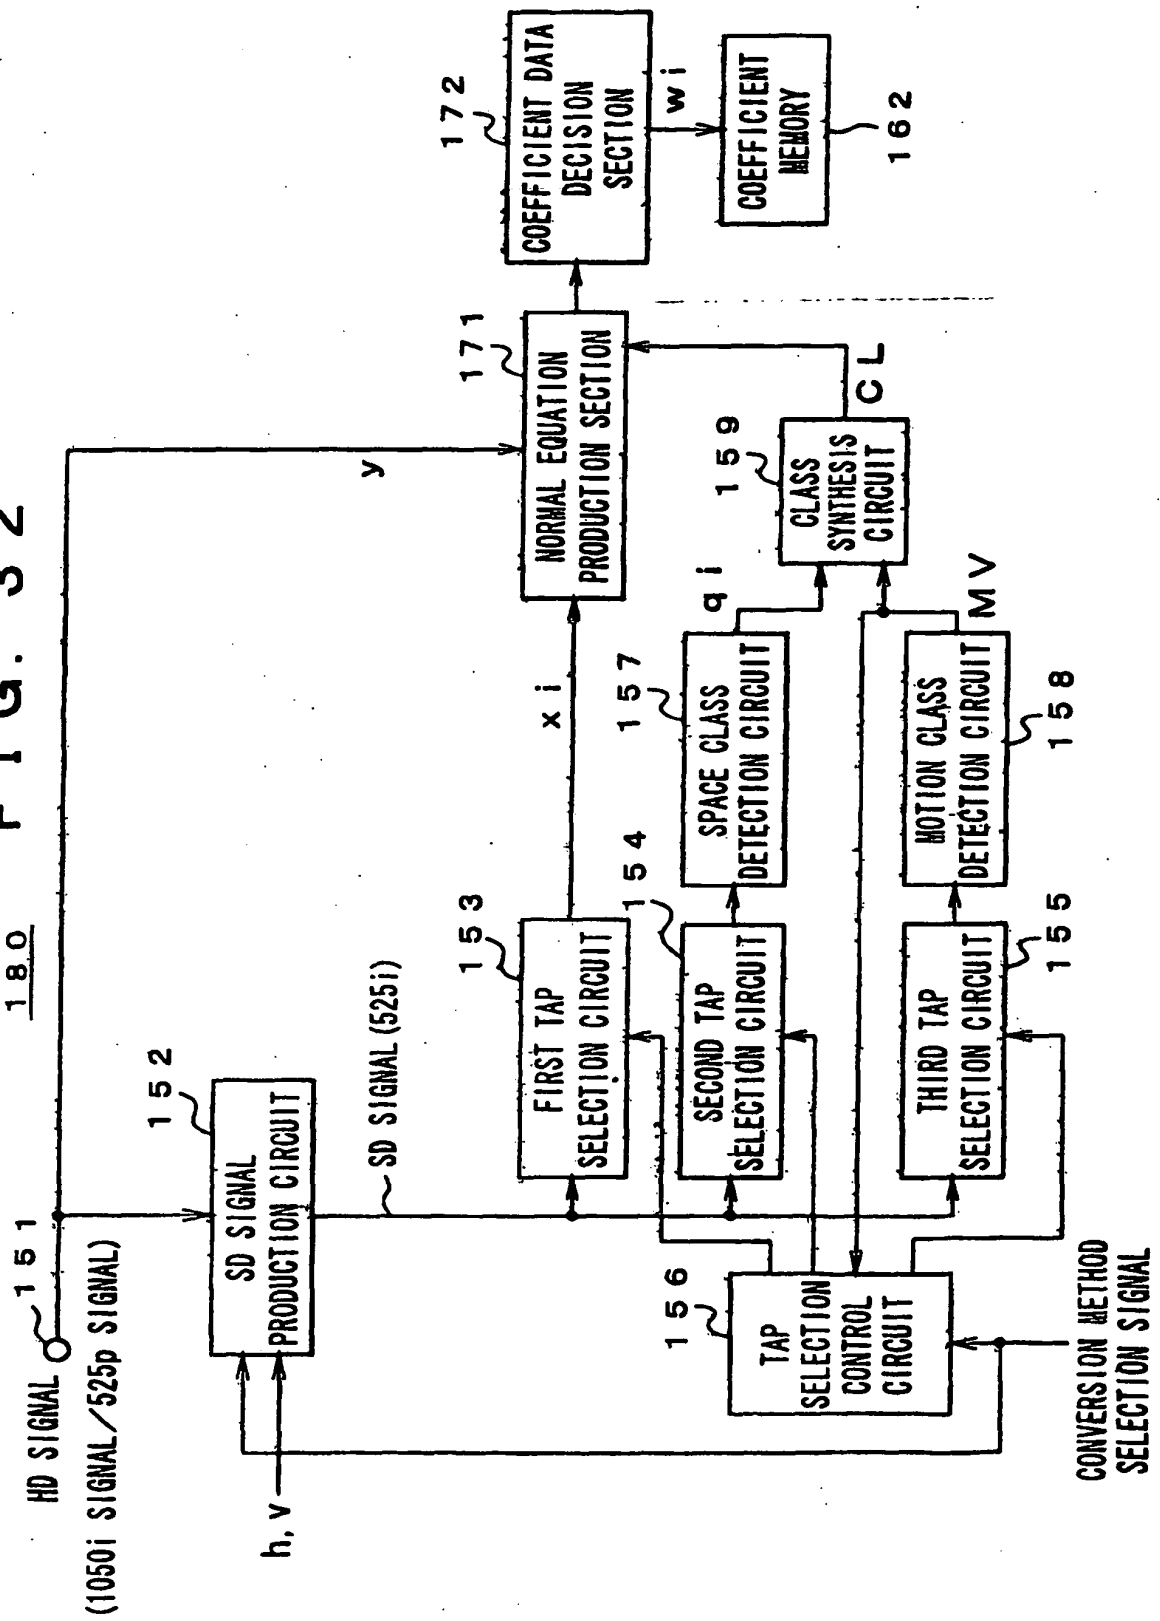 FIG. 32
180
HD SIGNAL
(1050i SIGNAL/525p SIGNAL)
151
h, v
152
SD SIGNAL
PRODUCTION CIRCUIT
SD SIGNAL (525i)
y
153
FIRST TAP
SELECTION CIRCUIT
xi
171
NORMAL EQUATION
PRODUCTION SECTION
172
COEFFICIENT DATA
DECISION
SECTION
wi
COEFFICIENT
MEMORY
162
154
SECOND TAP
SELECTION CIRCUIT
157
SPACE CLASS
DETECTION CIRCUIT
qi
159
CLASS
SYNTHESIS
CIRCUIT
CL
156
TAP
SELECTION
CONTROL
CIRCUIT
THIRD TAP
SELECTION CIRCUIT
155
MOTION CLASS
DETECTION CIRCUIT
158
MV
CONVERSION METHOD
SELECTION SIGNAL